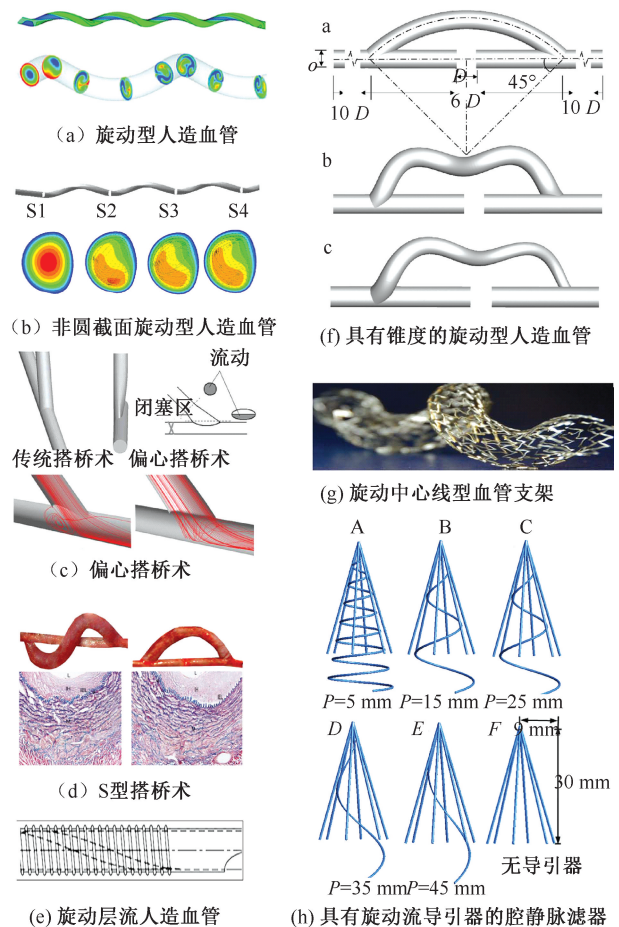 (a)旋动型人造血管
S1 S2 S3 S4
(b)非圆截面旋动型人造血管
流动
闭塞区
传统搭桥术 偏心搭桥术
(c)偏心搭桥术
L
(d)S型搭桥术
(e)旋动层流人造血管
a
o
D
45°
10 D 6 D 10 D
b
c
(f)具有锥度的旋动型人造血管
(g)旋动中心线型血管支架
A B C
P=5 mm P=15 mm P=25 mm
D E F 9 mm
30 mm
无导引器
P=35 mm P=45 mm
(h)具有旋动流导引器的腔静脉滤器